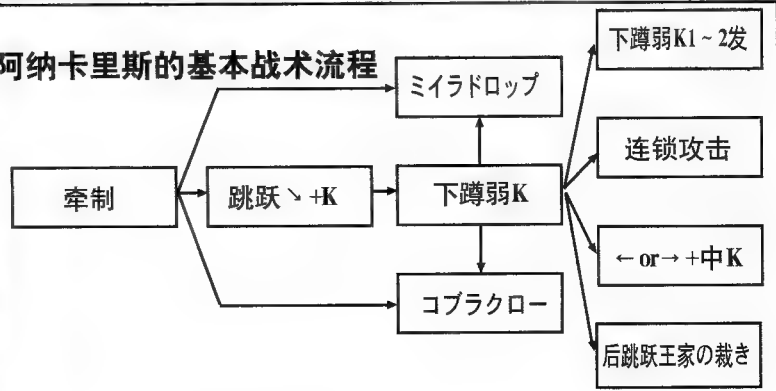 阿纳卡里斯的基本战术流程
牵制
跳跃↘+K
ミイラドロップ
下蹲弱K
コブラクロー
下蹲弱K1~2发
连锁攻击
←or→+中K
后跳跃王家の裁き